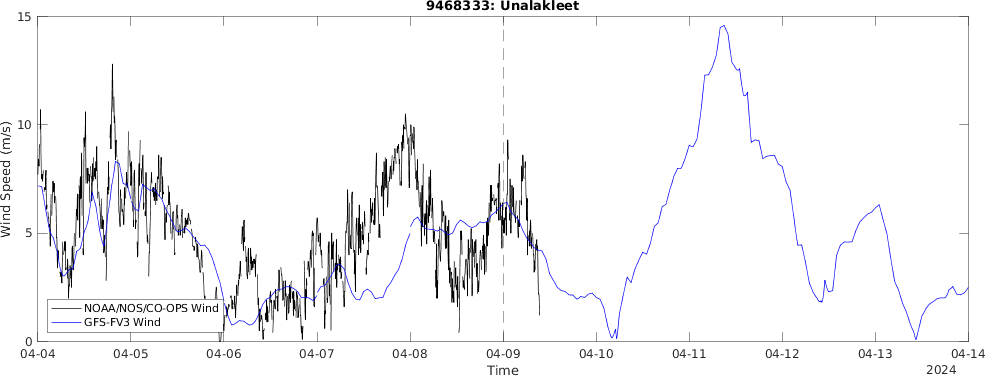 9468333: Unalakleet
Wind Speed (m/s)
15
10
5
0
NOAA/NOS/CO-OPS Wind
GFS-FV3 Wind
04-04 04-05 04-06 04-07 04-08 04-09 04-10 04-11 04-12 04-13 04-14
Time
2024